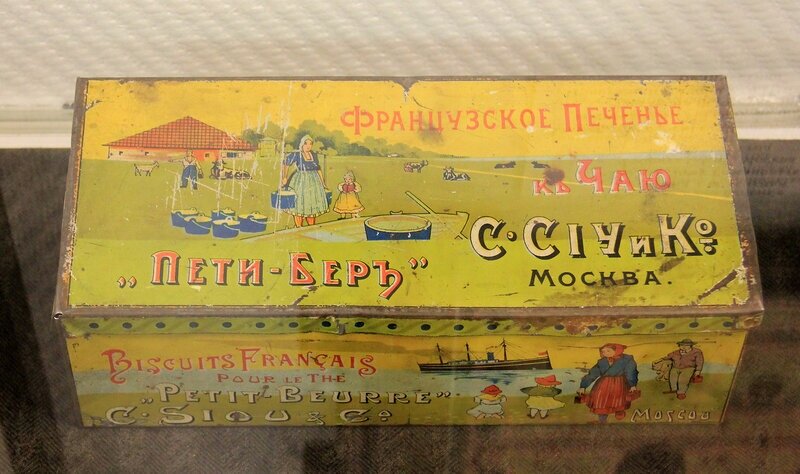 Французское Печенье
къ Чаю
С. Сіу и Ко
"Пети-Беръ"
Москва.
Biscuits Français
pour le The
"Petit-Beurre"
C. Siou & Co
Moscou